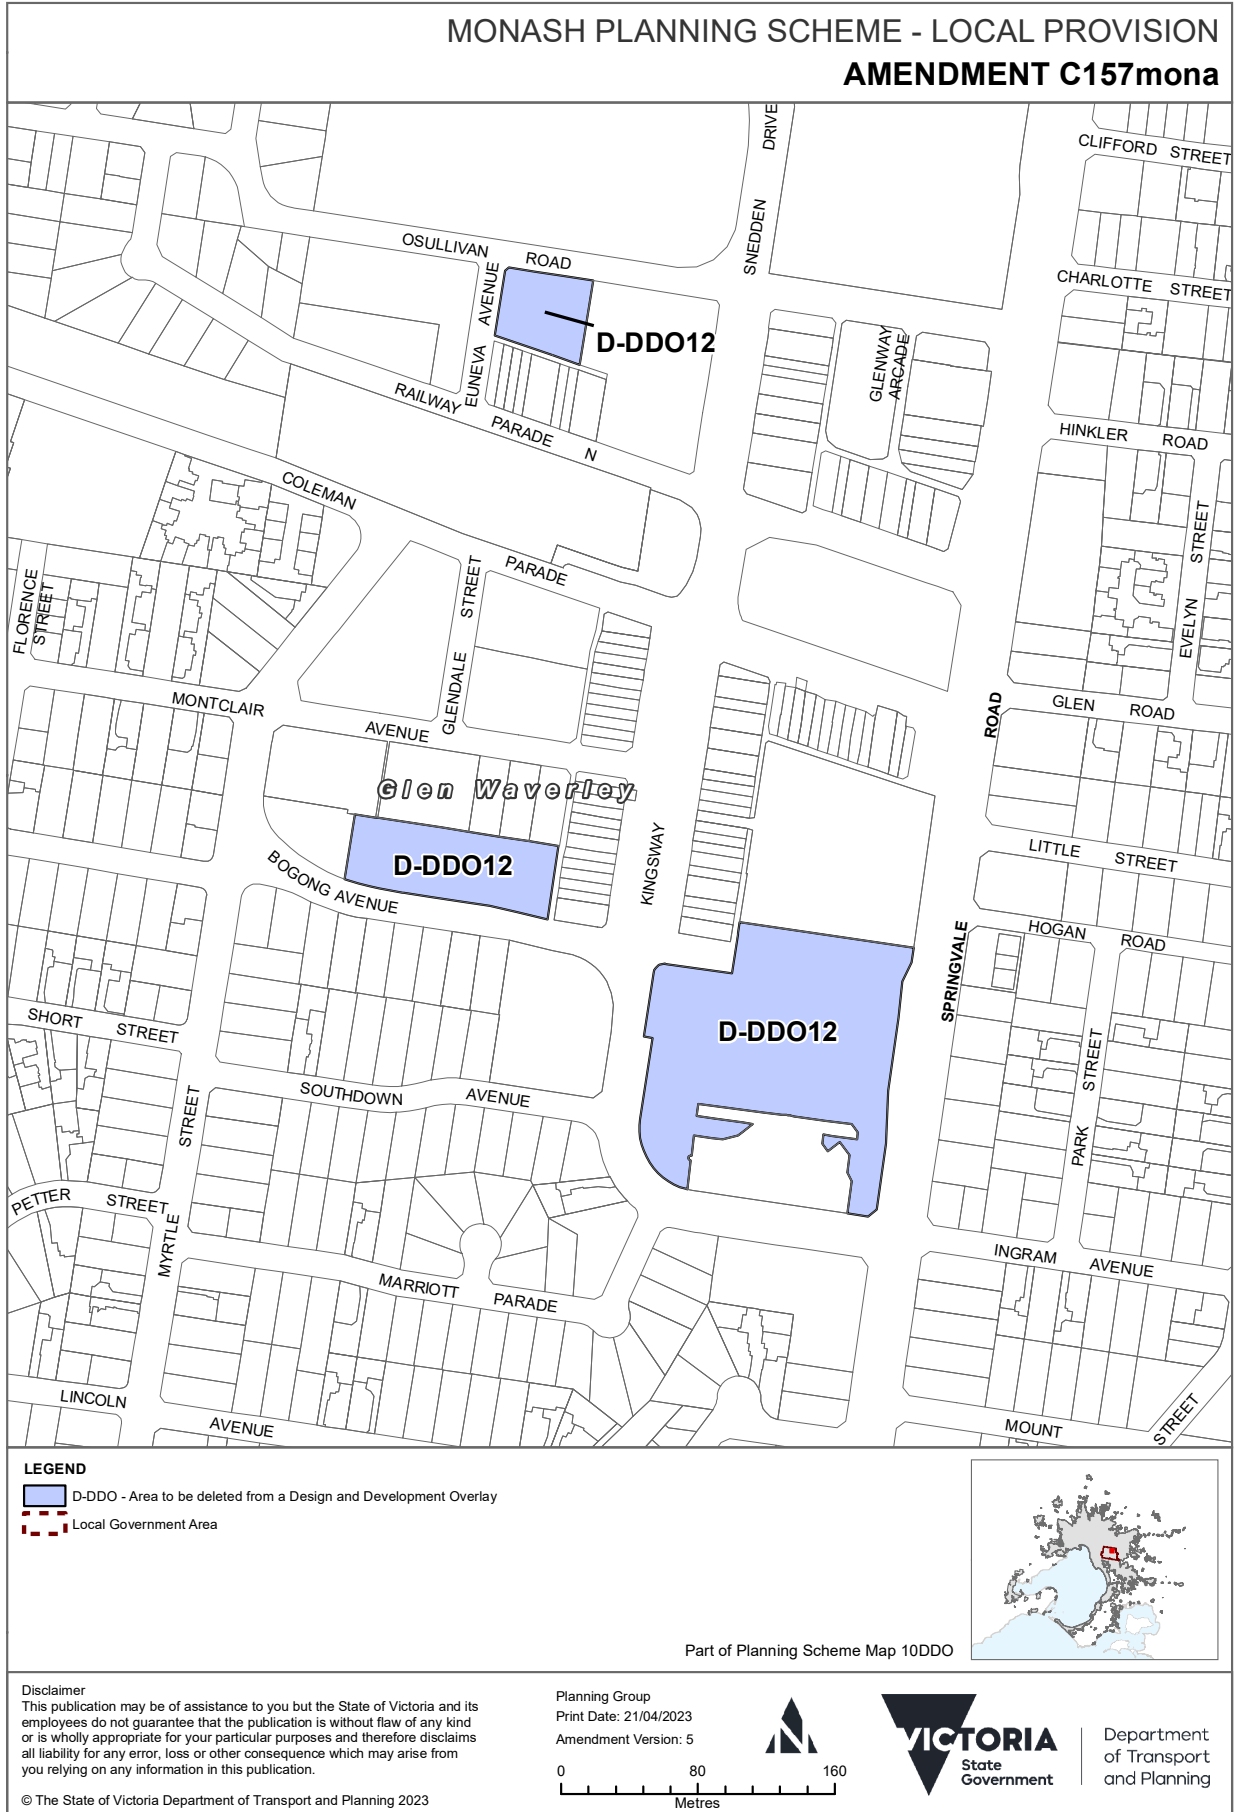 MONASH PLANNING SCHEME - LOCAL PROVISION
AMENDMENT C157mona
DRIVE
SNEDDEN
CLIFFORD STREET
OSULLIVAN ROAD
CHARLOTTE STREET
AVENUE
EUNEVA
D-DDO12
GLENWAY
ARCADE
RAILWAY PARADE N
HINKLER ROAD
COLEMAN PARADE
STREET
EVELYN
FLORENCE
STREET
STREET
GLENDALE
MONTCLAIR AVENUE
GLEN ROAD
ROAD
SPRINGVALE
Glen Waverley
KINGSWAY
D-DDO12
BOGONG AVENUE
LITTLE STREET
HOGAN ROAD
D-DDO12
SHORT STREET
STREET
PARK
SOUTHDOWN AVENUE
STREET
MYRTLE
PETTER STREET
INGRAM AVENUE
MARRIOTT PARADE
LINCOLN AVENUE
MOUNT STREET
LEGEND
D-DDO - Area to be deleted from a Design and Development Overlay
Local Government Area
Part of Planning Scheme Map 10DDO
Disclaimer
This publication may be of assistance to you but the State of Victoria and its
employees do not guarantee that the publication is without flaw of any kind
or is wholly appropriate for your particular purposes and therefore disclaims
all liability for any error, loss or other consequence which may arise from
you relying on any information in this publication.
© The State of Victoria Department of Transport and Planning 2023
Planning Group
Print Date: 21/04/2023
Amendment Version: 5
0 80 160
Metres
N
VICTORIA
State
Government
Department
of Transport
and Planning